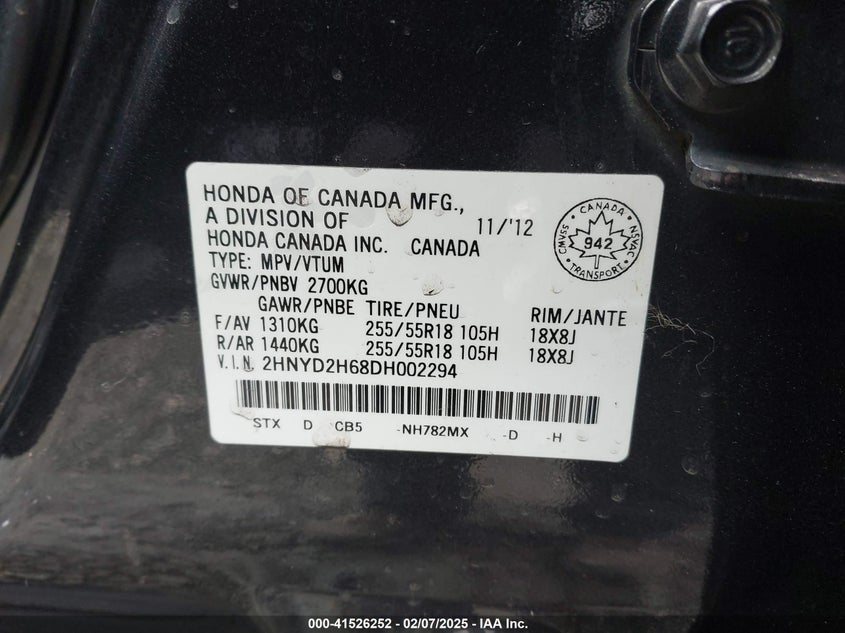 HONDA OF CANADA MFG.,
A DIVISION OF
HONDA CANADA INC. CANADA
11/'12
CANADA
CMVSS 942 NSVAC
TRANSPORT
TYPE: MPV/VTUM
GVWR/PNBV 2700KG
GAWR/PNBE TIRE/PNEU RIM/JANTE
F/AV 1310KG 255/55R18 105H 18X8J
R/AR 1440KG 255/55R18 105H 18X8J
V.I.N. 2HNYD2H68DH002294
STX D CB5 -NH782MX -D -H
000-41526252 - 02/07/2025 - IAA Inc.